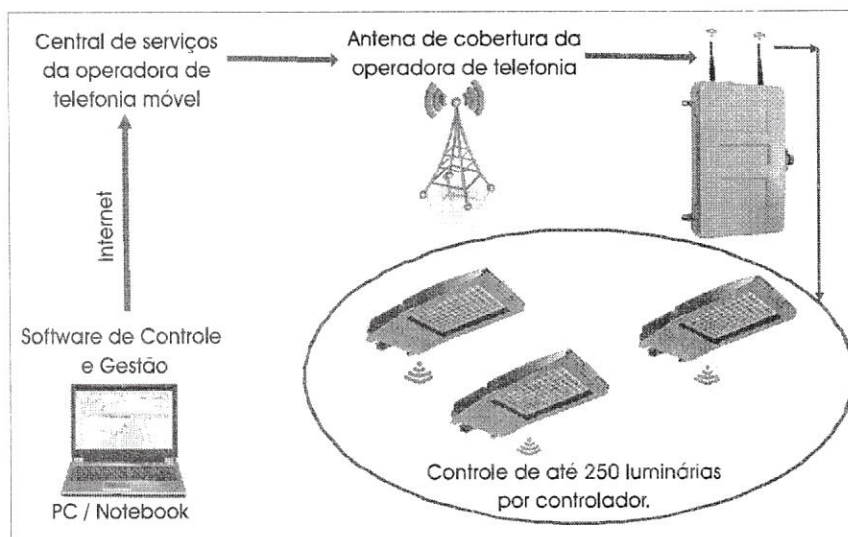 Central de serviços
da operadora de
telefonia móvel
Antena de cobertura da
operadora de telefonia
Internet
Software de Controle
e Gestão
PC / Notebook
Controle de até 250 luminárias
por controlador.